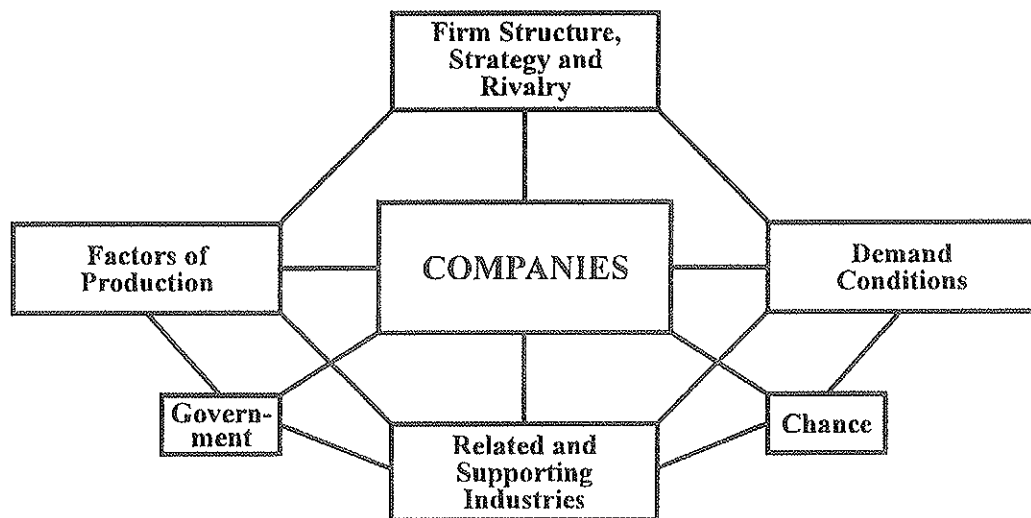 Firm Structure,
Strategy and
Rivalry
Factors of
Production
COMPANIES
Demand
Conditions
Govern-
ment
Related and
Supporting
Industries
Chance